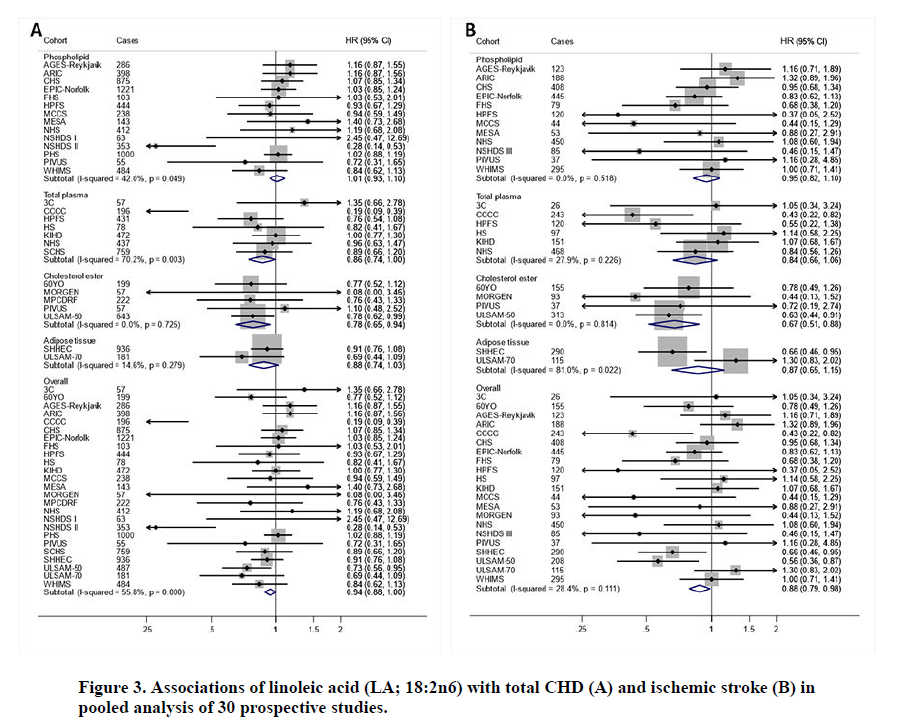 A
Cohort Cases HR (95% CI)
Phospholipid
AGES-Reykjavik 286 1.16 (0.87, 1.55)
ARIC 398 1.16 (0.87, 1.56)
CHS 875 1.07 (0.85, 1.34)
EPIC-Norfolk 1221 1.03 (0.85, 1.24)
FHS 103 1.03 (0.53, 2.01)
HPFS 444 0.93 (0.67, 1.29)
MCCS 238 0.94 (0.59, 1.49)
MESA 143 1.40 (0.73, 2.68)
NHS 412 1.19 (0.68, 2.08)
NSHDS I 63 2.45 (0.47, 12.69)
NSHDS II 353 0.28 (0.14, 0.53)
PHS 1000 1.02 (0.88, 1.19)
PIVUS 55 0.72 (0.31, 1.65)
WHIMS 484 0.84 (0.62, 1.13)
Subtotal (I-squared = 42.0%, p = 0.049) 1.01 (0.93, 1.10)
Total plasma
3C 57 1.35 (0.66, 2.78)
CCCC 196 0.19 (0.09, 0.39)
HPFS 431 0.76 (0.54, 1.08)
HS 78 0.82 (0.41, 1.67)
KIHD 472 1.00 (0.77, 1.30)
NHS 437 0.96 (0.63, 1.47)
SCHS 759 0.89 (0.66, 1.20)
Subtotal (I-squared = 70.2%, p = 0.003) 0.86 (0.74, 1.00)
Cholesterol ester
60YO 199 0.77 (0.52, 1.12)
MORGEN 57 0.08 (0.00, 3.46)
MPCDRF 222 0.76 (0.43, 1.33)
PIVUS 57 1.10 (0.48, 2.52)
ULSAM-50 643 0.78 (0.62, 0.99)
Subtotal (I-squared = 0.0%, p = 0.725) 0.78 (0.65, 0.94)
Adipose tissue
SHHEC 936 0.91 (0.76, 1.08)
ULSAM-70 181 0.69 (0.44, 1.09)
Subtotal (I-squared = 14.6%, p = 0.279) 0.88 (0.74, 1.03)
Overall
3C 57 1.35 (0.66, 2.78)
60YO 199 0.77 (0.52, 1.12)
AGES-Reykjavik 286 1.16 (0.87, 1.55)
ARIC 398 1.16 (0.87, 1.56)
CCCC 196 0.19 (0.09, 0.39)
CHS 875 1.07 (0.85, 1.34)
EPIC-Norfolk 1221 1.03 (0.85, 1.24)
FHS 103 1.03 (0.53, 2.01)
HPFS 444 0.93 (0.67, 1.29)
HS 78 0.82 (0.41, 1.67)
KIHD 472 1.00 (0.77, 1.30)
MCCS 238 0.94 (0.59, 1.49)
MESA 143 1.40 (0.73, 2.68)
MORGEN 57 0.08 (0.00, 3.46)
MPCDRF 222 0.76 (0.43, 1.33)
NHS 412 1.19 (0.68, 2.08)
NSHDS I 63 2.45 (0.47, 12.69)
NSHDS II 353 0.28 (0.14, 0.53)
PHS 1000 1.02 (0.88, 1.19)
PIVUS 55 0.72 (0.31, 1.65)
SCHS 759 0.89 (0.66, 1.20)
SHHEC 936 0.91 (0.76, 1.08)
ULSAM-50 487 0.73 (0.56, 0.95)
ULSAM-70 181 0.69 (0.44, 1.09)
WHIMS 484 0.84 (0.62, 1.13)
Subtotal (I-squared = 55.8%, p = 0.000) 0.94 (0.88, 1.00)
.25 .5 1 1.5 2
B
Cohort Cases HR (95% CI)
Phospholipid
AGES-Reykjavik 123 1.16 (0.71, 1.89)
ARIC 188 1.32 (0.89, 1.96)
CHS 408 0.95 (0.68, 1.34)
EPIC-Norfolk 445 0.83 (0.62, 1.13)
FHS 79 0.68 (0.38, 1.20)
HPFS 120 0.37 (0.05, 2.52)
MCCS 44 0.44 (0.15, 1.29)
MESA 53 0.88 (0.27, 2.91)
NHS 450 1.08 (0.60, 1.94)
NSHDS III 85 0.46 (0.15, 1.47)
PIVUS 37 1.16 (0.28, 4.85)
WHIMS 295 1.00 (0.71, 1.41)
Subtotal (I-squared = 0.0%, p = 0.518) 0.95 (0.82, 1.10)
Total plasma
3C 26 1.05 (0.34, 3.24)
CCCC 243 0.43 (0.22, 0.82)
HPFS 120 0.55 (0.22, 1.38)
HS 97 1.14 (0.58, 2.25)
KIHD 151 1.07 (0.68, 1.67)
NHS 468 0.84 (0.56, 1.26)
Subtotal (I-squared = 27.9%, p = 0.226) 0.84 (0.66, 1.06)
Cholesterol ester
60YO 155 0.78 (0.49, 1.26)
MORGEN 93 0.44 (0.13, 1.52)
PIVUS 37 0.72 (0.19, 2.74)
ULSAM-50 313 0.63 (0.44, 0.91)
Subtotal (I-squared = 0.0%, p = 0.814) 0.67 (0.51, 0.88)
Adipose tissue
SHHEC 290 0.66 (0.46, 0.95)
ULSAM-70 115 1.30 (0.83, 2.02)
Subtotal (I-squared = 81.0%, p = 0.022) 0.87 (0.65, 1.15)
Overall
3C 26 1.05 (0.34, 3.24)
60YO 155 0.78 (0.49, 1.26)
AGES-Reykjavik 123 1.16 (0.71, 1.89)
ARIC 188 1.32 (0.89, 1.96)
CCCC 243 0.43 (0.22, 0.82)
CHS 408 0.95 (0.68, 1.34)
EPIC-Norfolk 445 0.83 (0.62, 1.13)
FHS 79 0.68 (0.38, 1.20)
HPFS 120 0.37 (0.05, 2.52)
HS 97 1.14 (0.58, 2.25)
KIHD 151 1.07 (0.68, 1.67)
MCCS 44 0.44 (0.15, 1.29)
MESA 53 0.88 (0.27, 2.91)
MORGEN 93 0.44 (0.13, 1.52)
NHS 450 1.08 (0.60, 1.94)
NSHDS III 85 0.46 (0.15, 1.47)
PIVUS 37 1.16 (0.28, 4.85)
SHHEC 290 0.66 (0.46, 0.95)
ULSAM-50 208 0.56 (0.36, 0.87)
ULSAM-70 115 1.30 (0.83, 2.02)
WHIMS 295 1.00 (0.71, 1.41)
Subtotal (I-squared = 28.4%, p = 0.111) 0.88 (0.79, 0.98)
.25 .5 1 1.5 2
Figure 3. Associations of linoleic acid (LA; 18:2n6) with total CHD (A) and ischemic stroke (B) in
pooled analysis of 30 prospective studies.